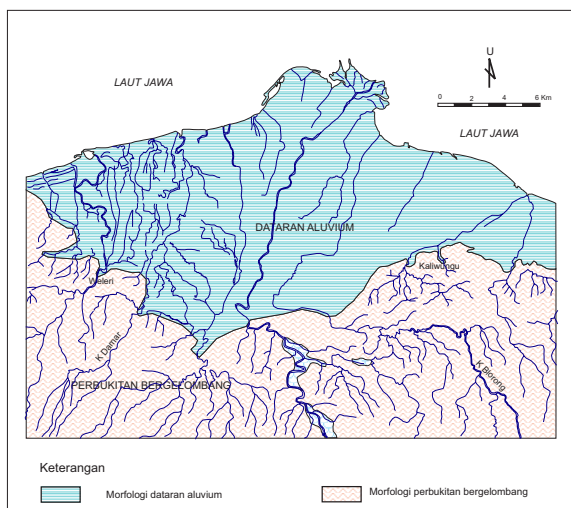 LAUT JAWA
U
0 2 4 6 Km
LAUT JAWA
DATARAN ALUVIUM
Kaliwungu
Weleri
K Damar
K Blorong
PERBUKITAN BERGELOMBANG
Keterangan
Morfologi dataran aluvium
Morfologi perbukitan bergelombang